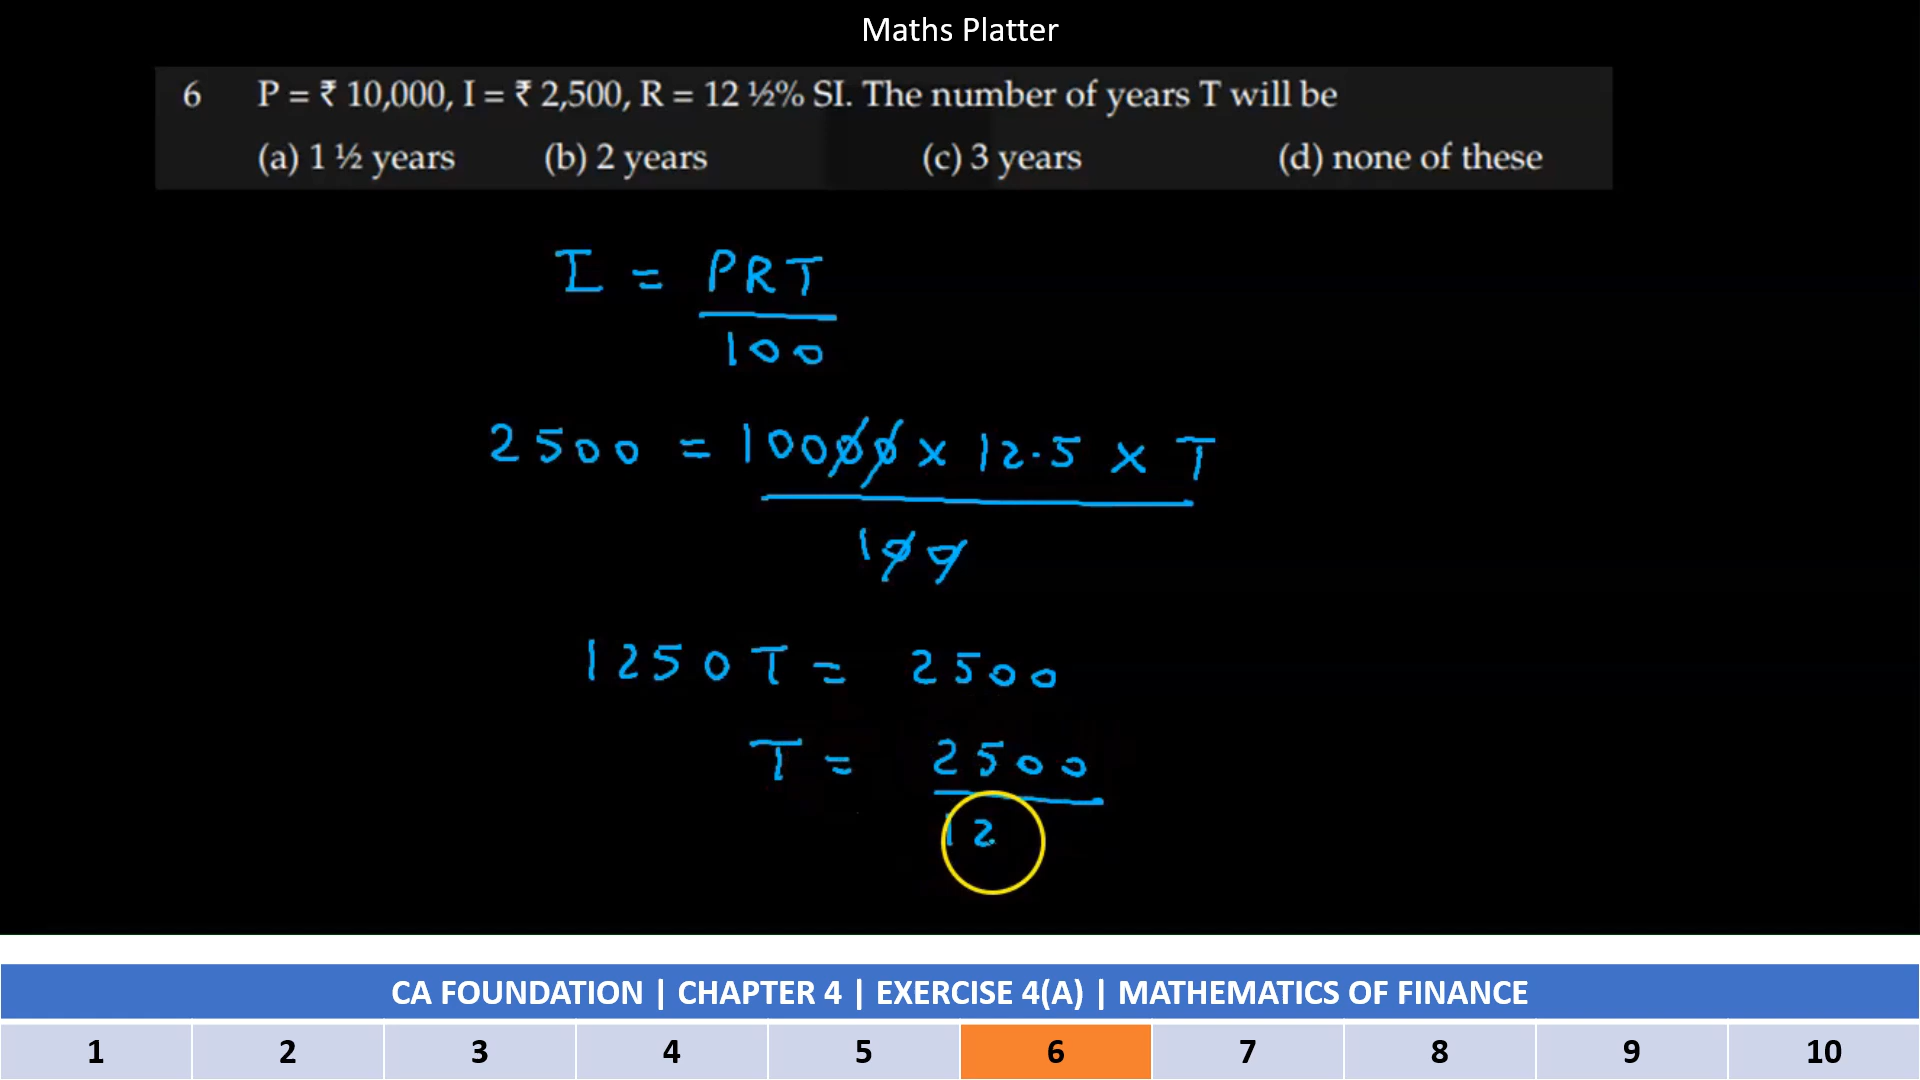 Maths Platter
6 P = ₹ 10,000, I = ₹ 2,500, R = 12 ½% SI. The number of years T will be
(a) 1 ½ years (b) 2 years (c) 3 years (d) none of these
I = PRT
100
2500 = 10000 x 12.5 x T
100
1250T = 2500
T = 2500
12
CA FOUNDATION | CHAPTER 4 | EXERCISE 4(A) | MATHEMATICS OF FINANCE
1 2 3 4 5 6 7 8 9 10